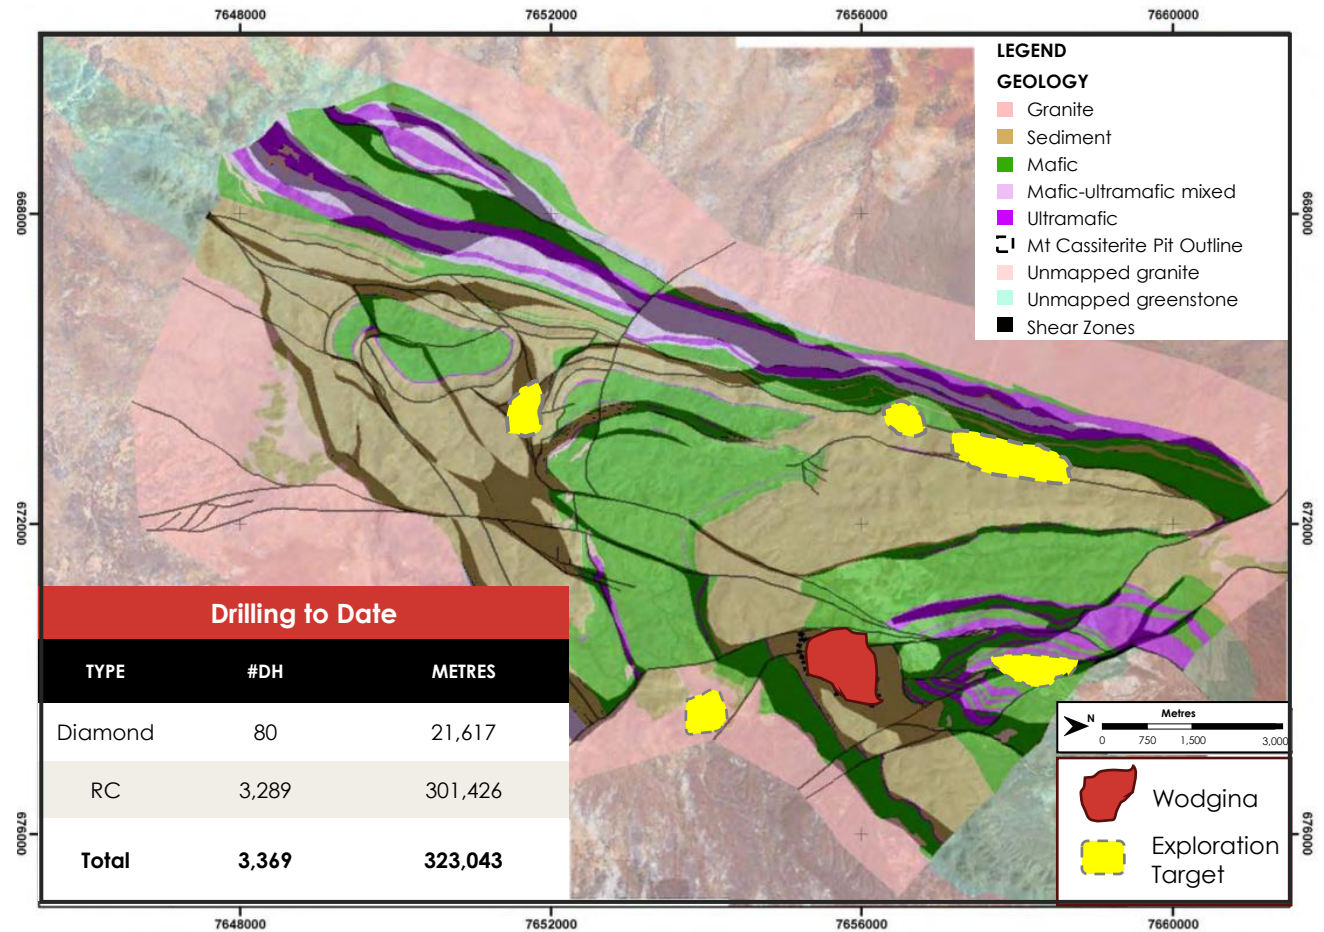 7648000 7652000 7656000 7660000
LEGEND
GEOLOGY
Granite
Sediment
Mafic
Mafic-ultramafic mixed
Ultramafic
Mt Cassiterite Pit Outline
Unmapped granite
Unmapped greenstone
Shear Zones
668000 668000
672000 672000
676000 676000
Drilling to Date
TYPE #DH METRES
Diamond 80 21,617
RC 3,289 301,426
Total 3,369 323,043
N
Metres
0 750 1,500 3,000
Wodgina
Exploration
Target
7648000 7652000 7656000 7660000